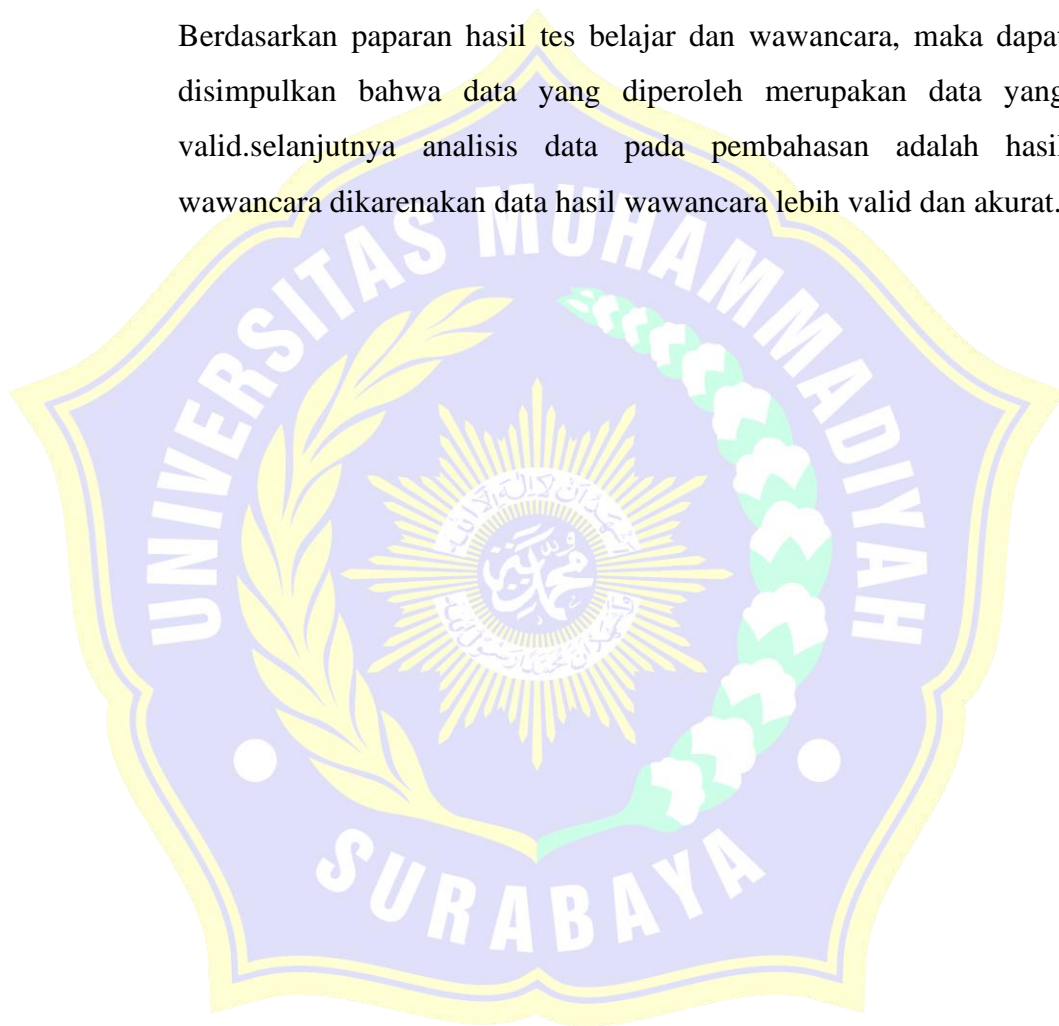 Berdasarkan paparan hasil tes belajar dan wawancara, maka dapat
disimpulkan bahwa data yang diperoleh merupakan data yang
valid.selanjutnya analisis data pada pembahasan adalah hasil
wawancara dikarenakan data hasil wawancara lebih valid dan akurat.
UNIVERSITAS MUHAMMADIYAH
محمد
SURABAYA